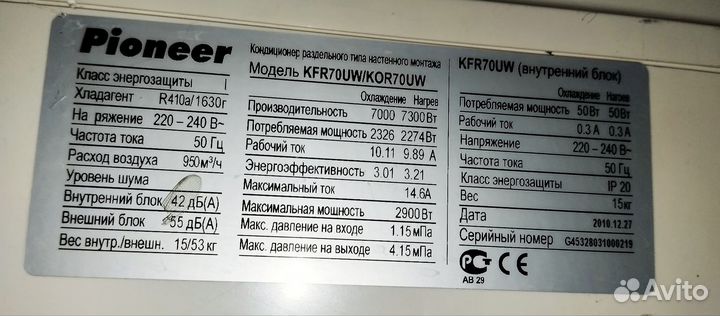 Pioneer
Класс энергозащиты I
Хладагент R410a/1630г
На ряжение 220 – 240 В~
Частота тока 50 Гц
Расход воздуха 950м³/ч
Уровень шума
Внутренний блок 42 дБ(А)
Внешний блок 55 дБ(А)
Вес внутр./внешн. 15/53 кг
Кондиционер раздельного типа настенного монтажа
Модель KFR70UW/KOR70UW
Охлаждение Нагрев
Производительность 7000 7300Вт
Потребляемая мощность 2326 2274Вт
Рабочий ток 10.11 9.89 А
Энергоэффективность 3.01 3.21
Максимальный ток 14.6А
Максимальная мощность 2900Вт
Макс. давление на входе 1.15мПа
Макс. давление на выходе 4.15мПа
KFR70UW (внутренний блок)
Охлаждение Нагрев
Потребляемая мощность 50Вт 50Вт
Рабочий ток 0.3 А 0.3 А
Напряжение 220 – 240 В~
Частота тока 50 Гц
Класс энергозащиты IP 20
Вес 15кг
Дата 2010.12.27
Серийный номер G45328031000219
РСТ CE
АВ 29
Avito